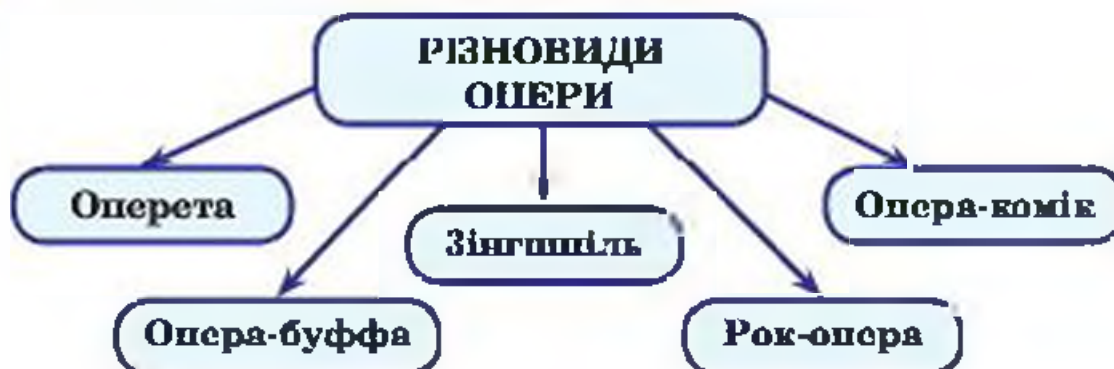 РІЗНОВИДИ
ОПЕРИ
Оперета
Опера-комік
Зінгшпіль
Опера-буффа
Рок-опера